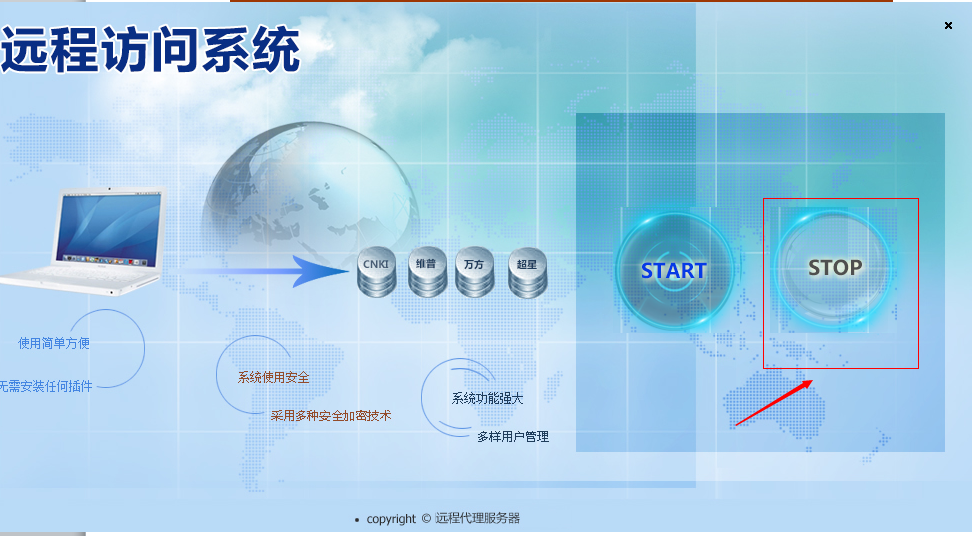 远程访问系统
CNKI
维普
万方
超星
START
STOP
使用简单方便
无需安装任何插件
系统使用安全
采用多种安全加密技术
系统功能强大
多样用户管理
copyright © 远程代理服务器